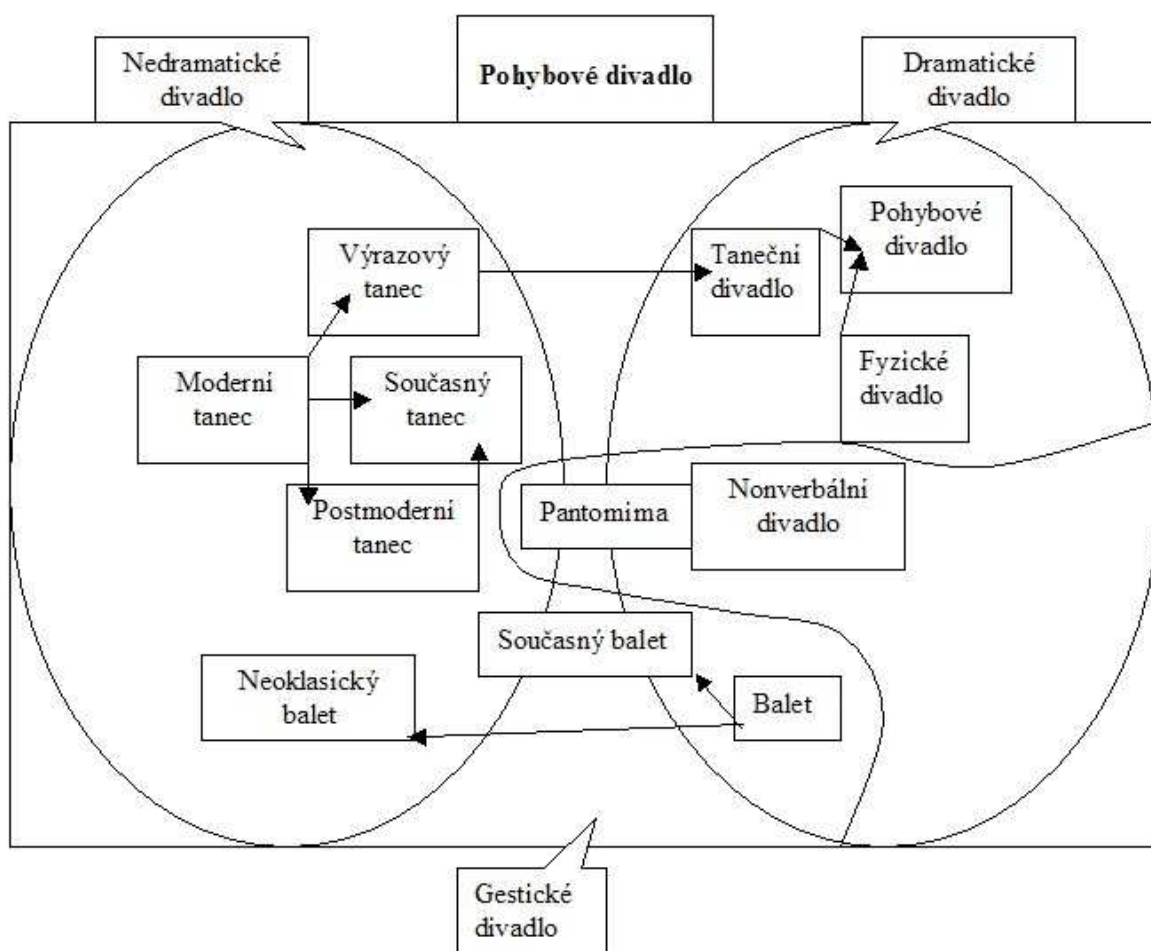 Nedramatické
divadlo
Pohybové divadlo
Dramatické
divadlo
Pohybové
divadlo
Výrazový
tanec
Taneční
divadlo
Fyzické
divadlo
Moderní
tanec
Současný
tanec
Nonverbální
divadlo
Pantomima
Postmoderní
tanec
Současný balet
Neoklasický
balet
Balet
Gestické
divadlo